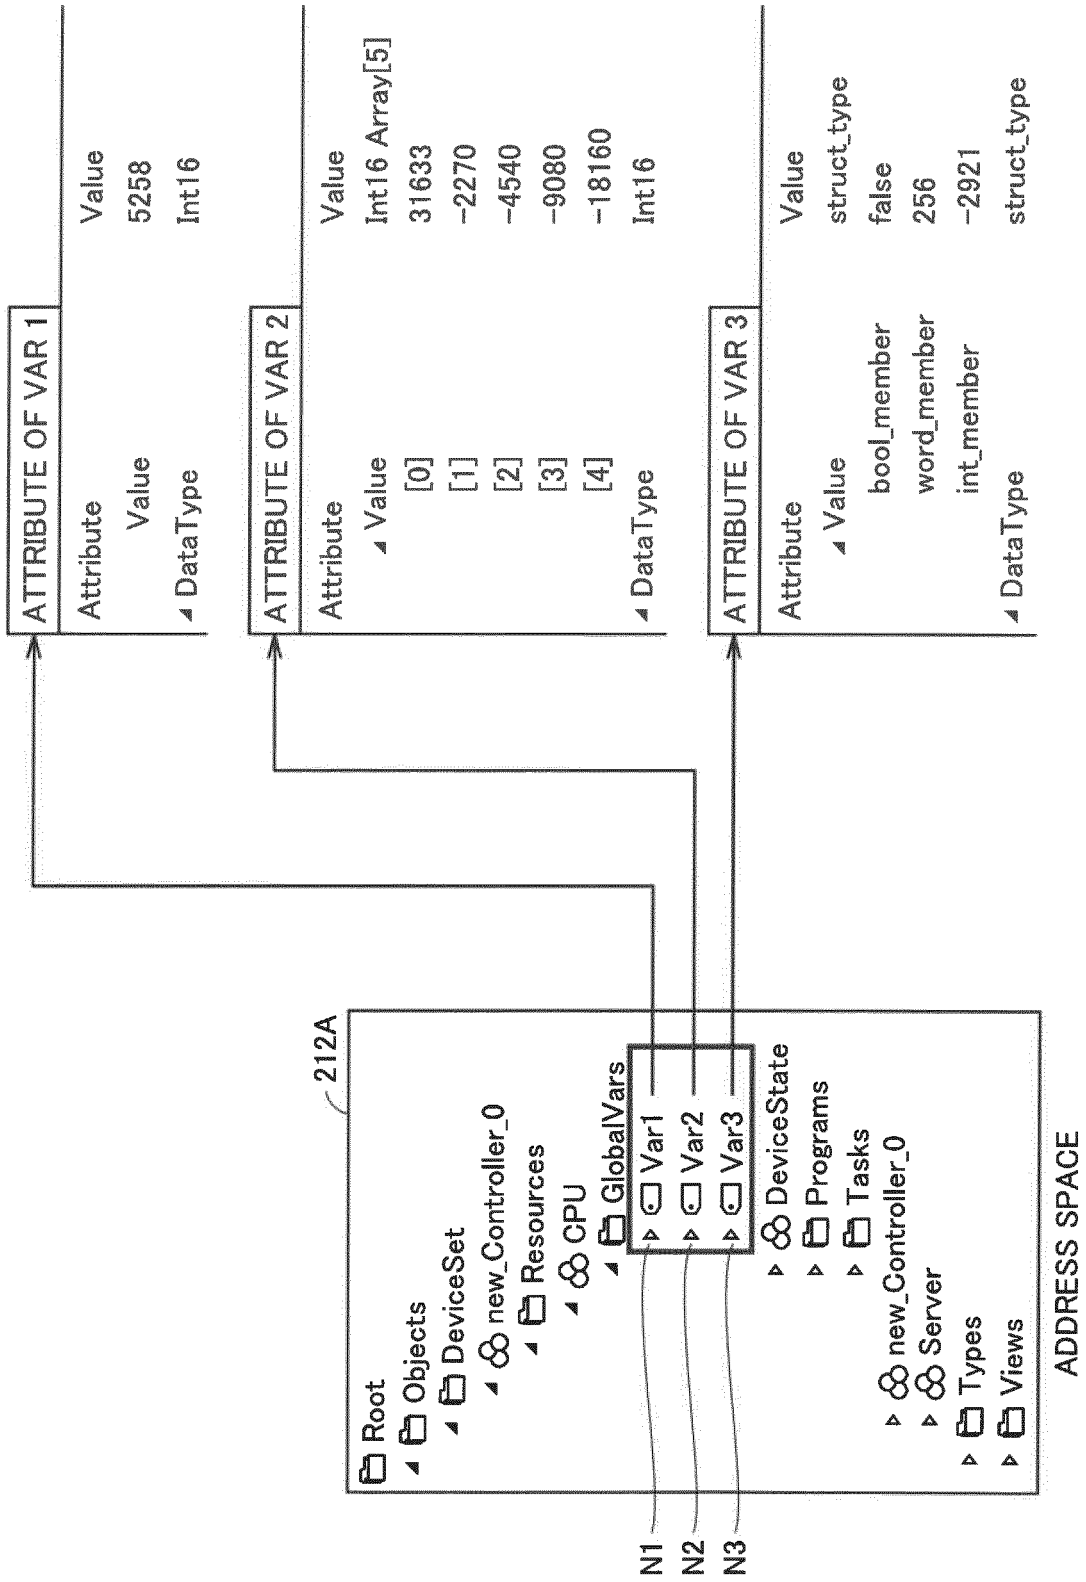 212A
Root
Objects
DeviceSet
new_Controller_0
Resources
CPU
GlobalVars
N1
Var1
N2
Var2
N3
Var3
DeviceState
Programs
Tasks
new_Controller_0
Server
Types
Views
ADDRESS SPACE
ATTRIBUTE OF VAR 1
Attribute Value
Value 5258
DataType Int16
ATTRIBUTE OF VAR 2
Attribute Value
Value Int16 Array[5]
[0] 31633
[1] -2270
[2] -4540
[3] -9080
[4] -18160
DataType Int16
ATTRIBUTE OF VAR 3
Attribute Value
Value struct_type
bool_member false
word_member 256
int_member -2921
DataType struct_type